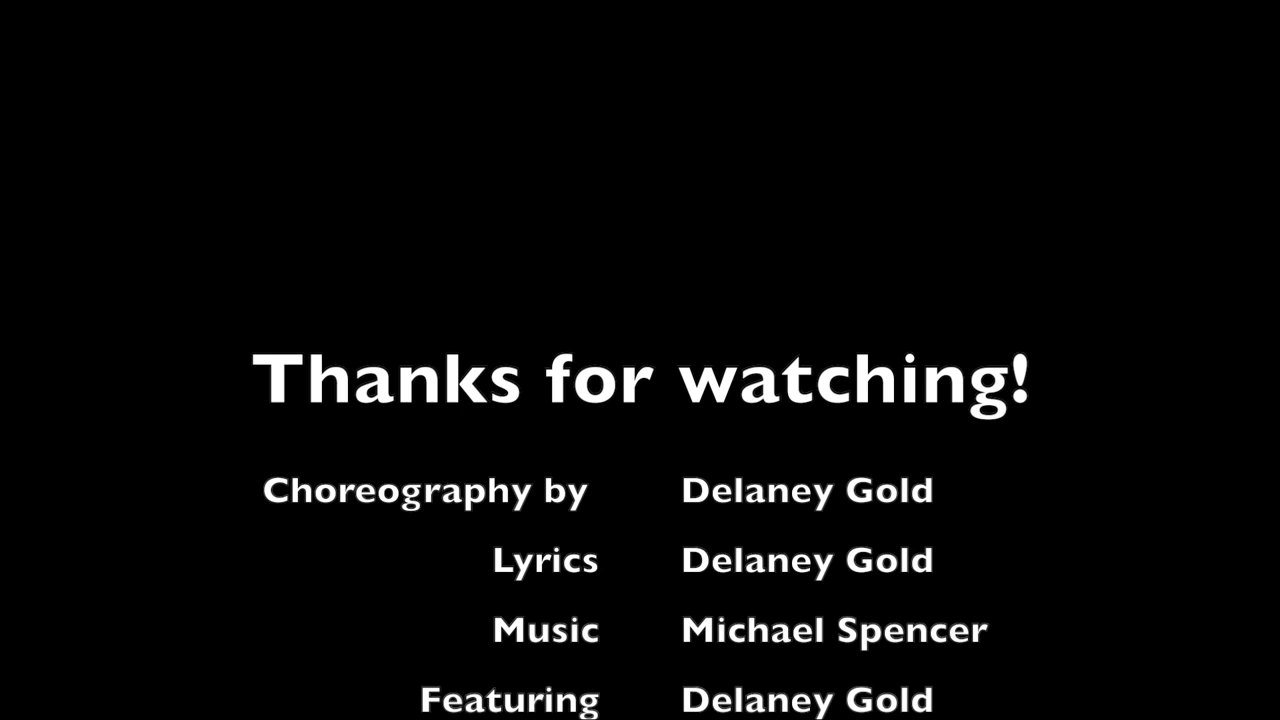 Thanks for watching!
Choreography by Delaney Gold
Lyrics Delaney Gold
Music Michael Spencer
Featuring Delaney Gold